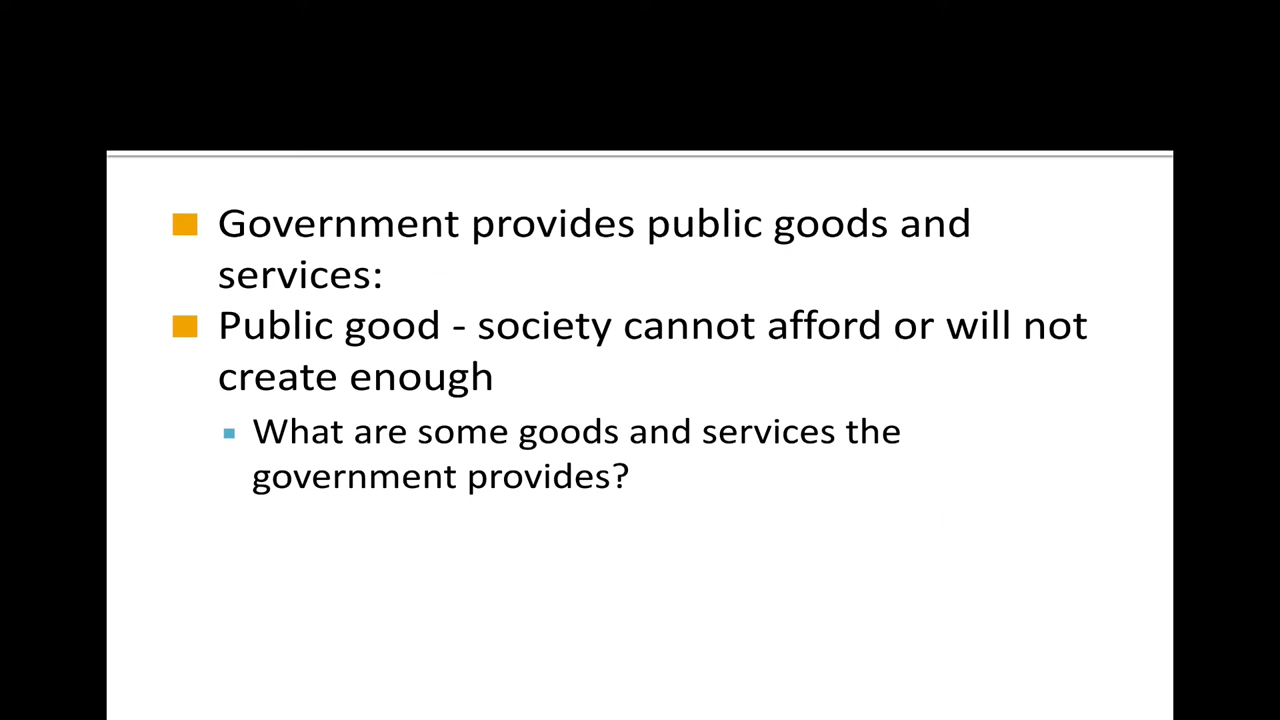 Government provides public goods and
services:
Public good - society cannot afford or will not
create enough
What are some goods and services the
government provides?